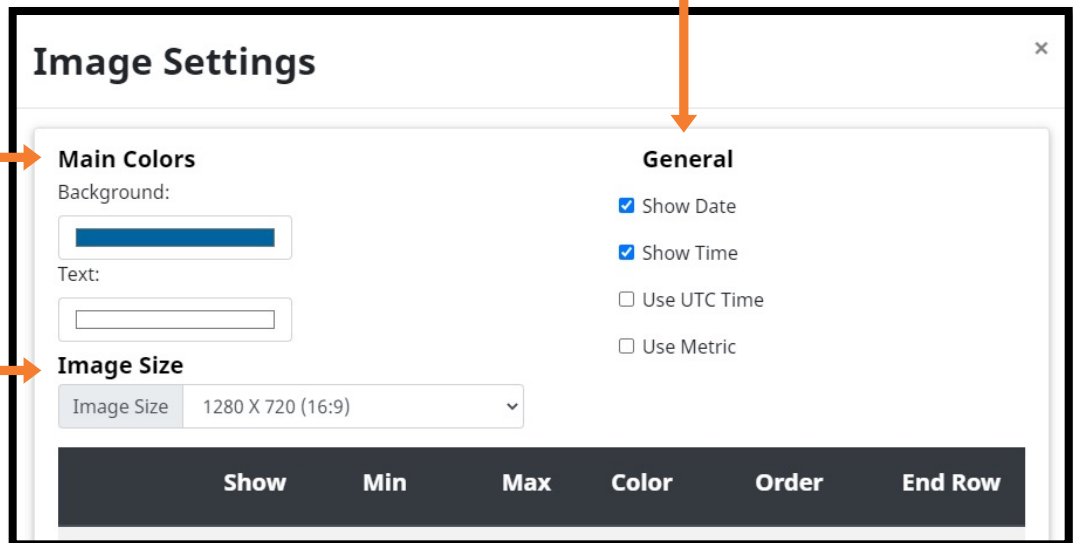 Image Settings
×
Main Colors
Background:
Text:
Image Size
Image Size 1280 X 720 (16:9)
General
Show Date
Show Time
Use UTC Time
Use Metric
Show Min Max Color Order End Row